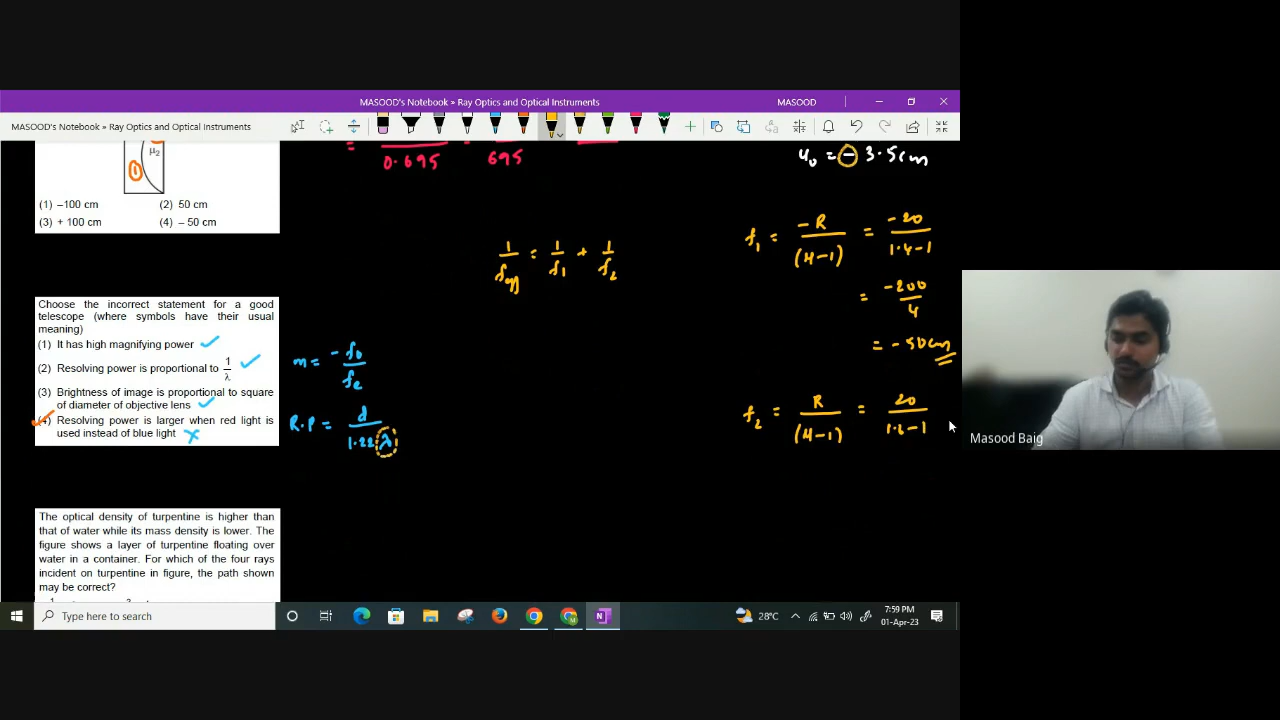 MASOOD's Notebook » Ray Optics and Optical Instruments
MASOOD
MASOOD's Notebook » Ray Optics and Optical Instruments
μ2
1
(1) –100 cm (2) 50 cm
(3) + 100 cm (4) – 50 cm
= 0.695 = 695
u0 = - 3.5cm
1/feff = 1/f1 + 1/f2
f1 = -R/(μ-1) = -20/1.4-1
= -200/4
= -50cm
Choose the incorrect statement for a good
telescope (where symbols have their usual
meaning)
(1) It has high magnifying power
(2) Resolving power is proportional to 1/λ
(3) Brightness of image is proportional to square
of diameter of objective lens
(4) Resolving power is larger when red light is
used instead of blue light
m = -fo/fe
R.P = d/1.22λ
f2 = R/(μ-1) = 20/1.6-1
Masood Baig
The optical density of turpentine is higher than
that of water while its mass density is lower. The
figure shows a layer of turpentine floating over
water in a container. For which of the four rays
incident on turpentine in figure, the path shown
may be correct?
Type here to search
28°C
7:59 PM
01-Apr-23